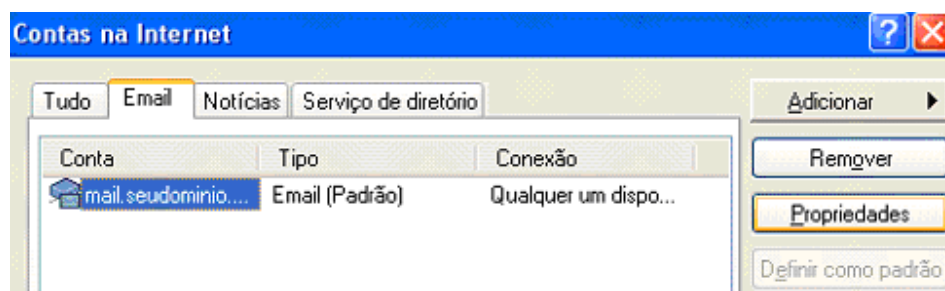 Contas na Internet
Tudo Email Notícias Serviço de diretório
Adicionar
Conta Tipo Conexão
Remover
mail.seudominio.... Email (Padrão) Qualquer um dispo...
Propriedades
Definir como padrão